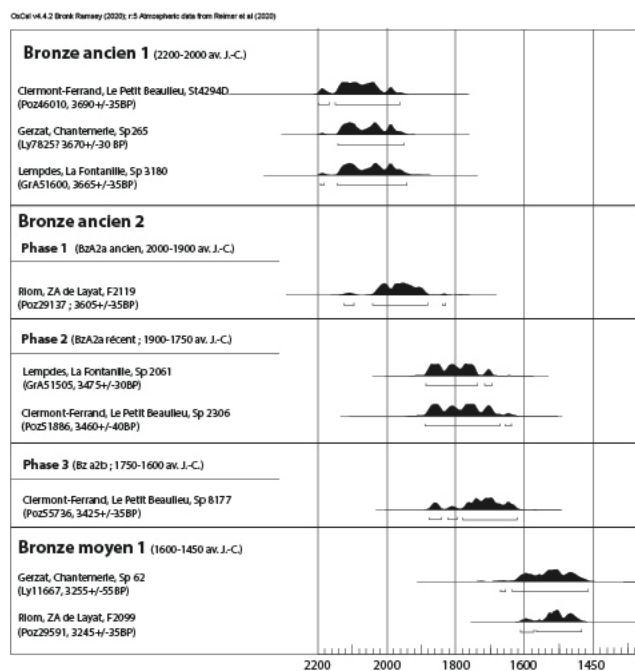 OxCal v4.4.2 Bronk Ramsey (2020); r:5 Atmospheric data from Reimer et al (2020)
Bronze ancien 1 (2200-2000 av. J.-C.)
Clermont-Ferrand, Le Petit Beaulieu, St4294D
(Poz46010, 3690+/-35BP)
Gerzat, Chantemerle, Sp265
(Ly7825? 3670+/-30 BP)
Lempdes, La Fontanille, Sp 3180
(GrA51600, 3665+/-35BP)
Bronze ancien 2
Phase 1 (BzA2a ancien, 2000-1900 av. J.-C.)
Riom, ZA de Layat, F2119
(Poz29137 ; 3605+/-35BP)
Phase 2 (BzA2a récent ; 1900-1750 av. J.-C.)
Lempdes, La Fontanille, Sp 2061
(GrA51505, 3475+/-30BP)
Clermont-Ferrand, Le Petit Beaulieu, Sp 2306
(Poz51886, 3460+/-40BP)
Phase 3 (Bz a2b ; 1750-1600 av. J.-C.)
Clermont-Ferrand, Le Petit Beaulieu, Sp 8177
(Poz55736, 3425+/-35BP)
Bronze moyen 1 (1600-1450 av. J.-C.)
Gerzat, Chantemerle, Sp 62
(Ly11667, 3255+/-55BP)
Riom, ZA de Layat, F2099
(Poz29591, 3245+/-35BP)
2200 2000 1800 1600 1450